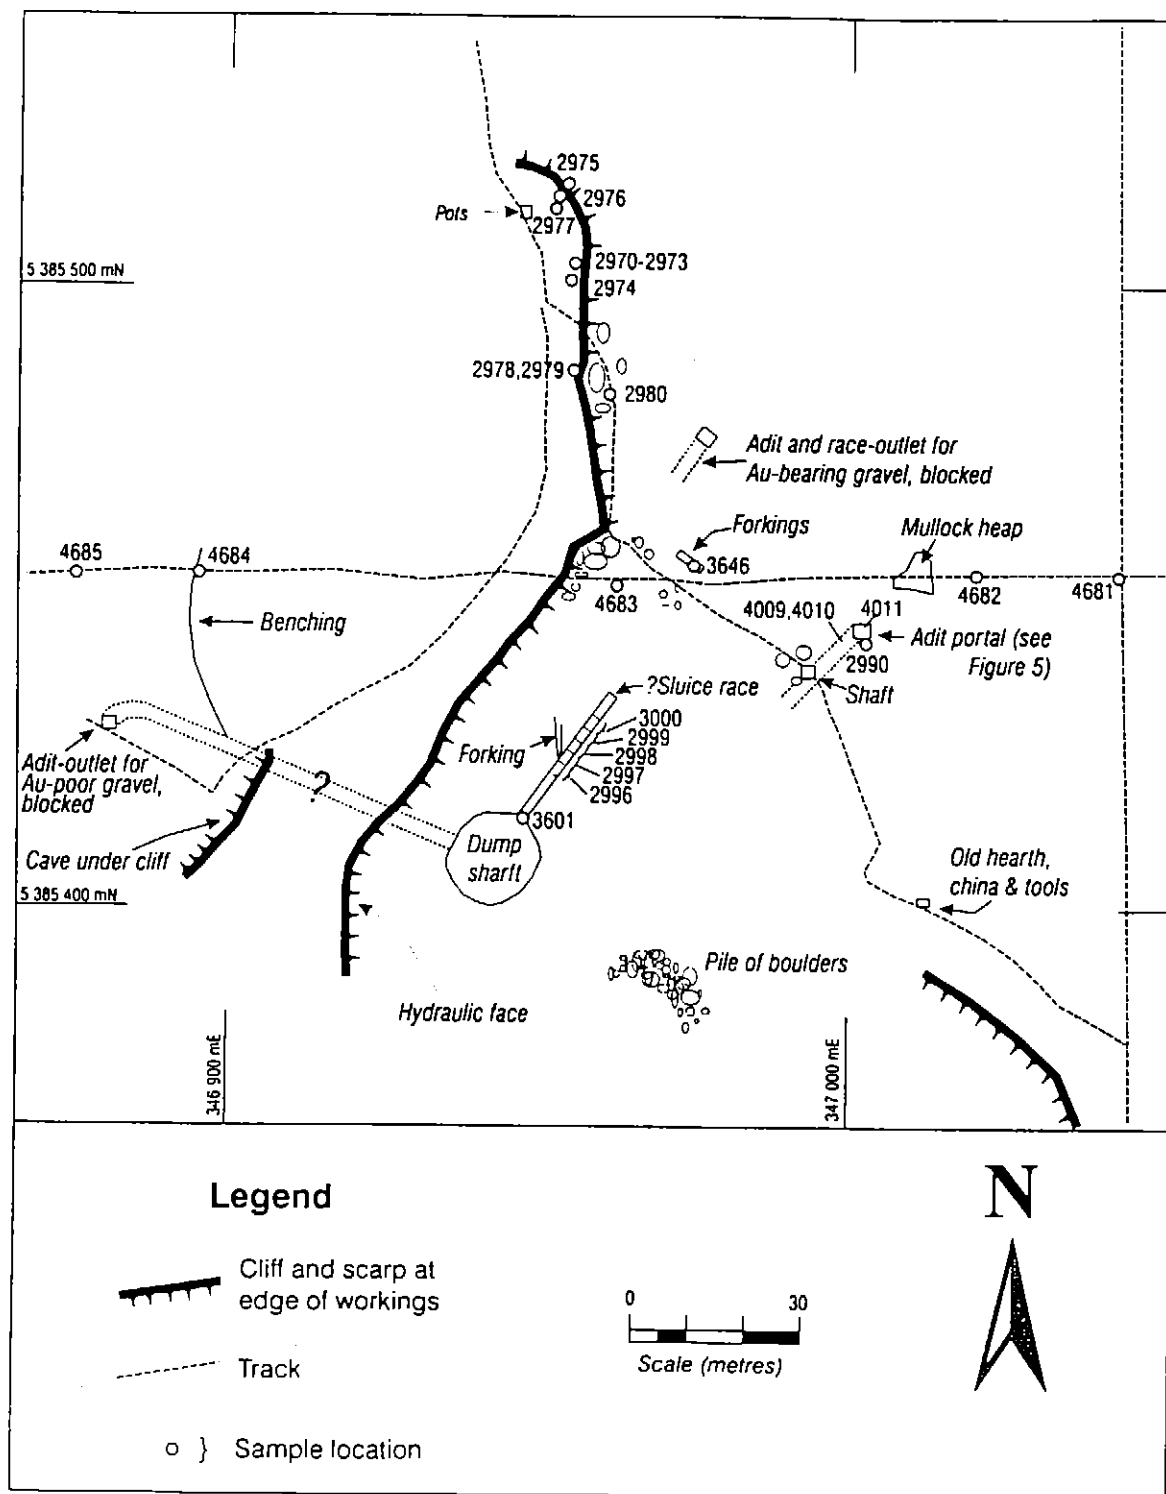 2975
2976
Pots
2977
5 385 500 mN
2970-2973
2974
2978,2979
2980
Adit and race-outlet for
Au-bearing gravel, blocked
Forkings
Mullock heap
4685
4684
3646
4683
4682
4681
4009,4010
4011
Benching
Adit portal (see
Figure 5)
2990
Shaft
?Sluice race
3000
2999
2998
2997
2996
Forking
Adit-outlet for
Au-poor gravel,
blocked
?
3601
Cave under cliff
Dump
sharft
Old hearth,
china & tools
5 385 400 mN
Pile of boulders
Hydraulic face
346 900 mE
347 000 mE
Legend
N
Cliff and scarp at
edge of workings
0 30
Scale (metres)
Track
} Sample location